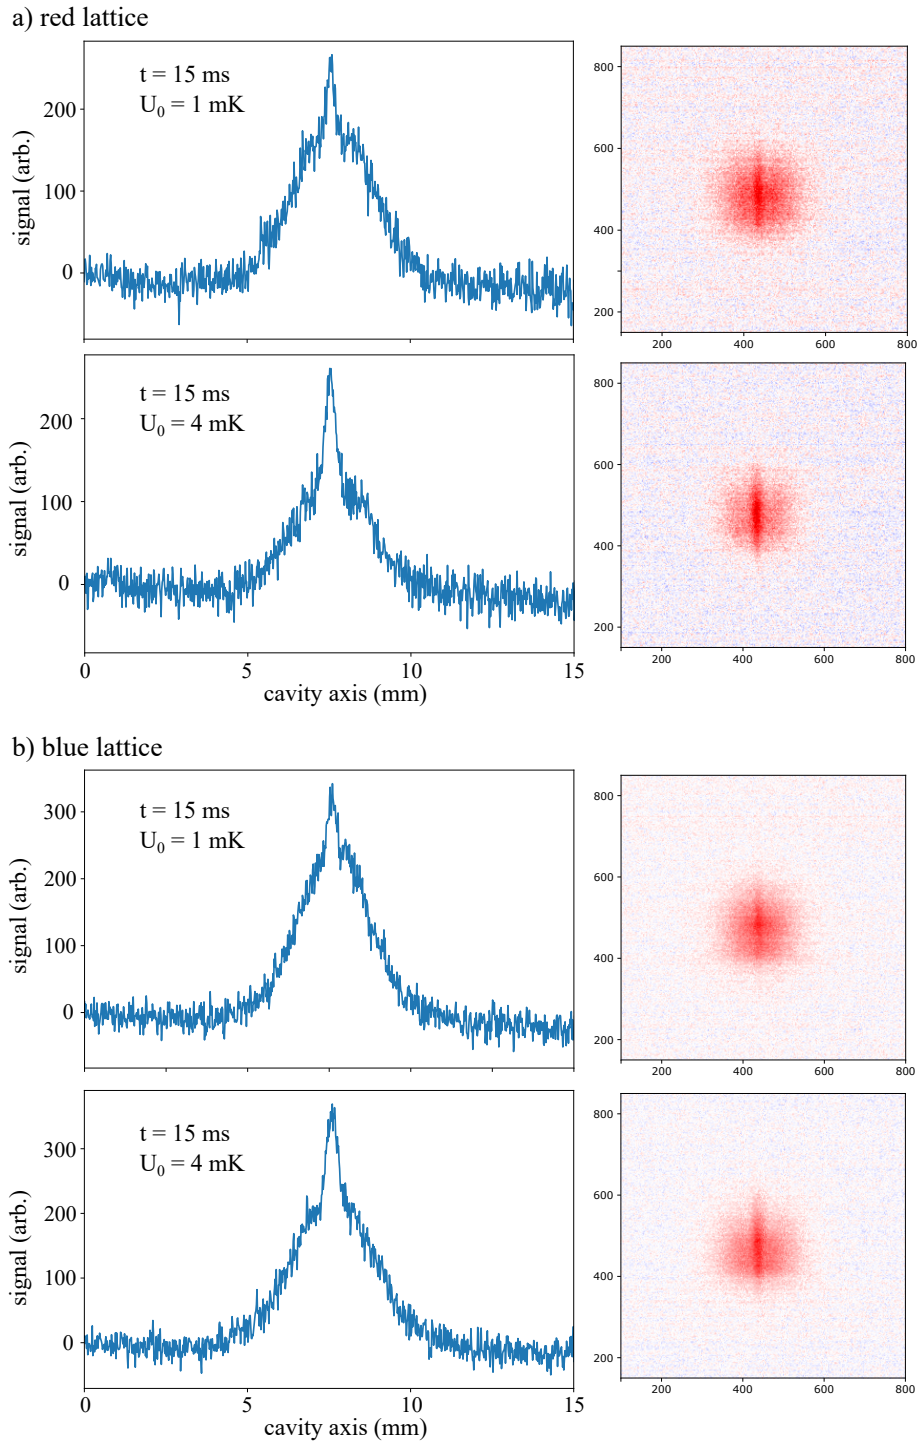 a) red lattice
t = 15 ms
U₀ = 1 mK
200
100
0
signal (arb.)
800
600
400
200
200 400 600 800
t = 15 ms
U₀ = 4 mK
200
100
0
signal (arb.)
0 5 10 15
cavity axis (mm)
800
600
400
200
200 400 600 800
b) blue lattice
t = 15 ms
U₀ = 1 mK
300
200
100
0
signal (arb.)
800
600
400
200
200 400 600 800
t = 15 ms
U₀ = 4 mK
300
200
100
0
signal (arb.)
0 5 10 15
cavity axis (mm)
800
600
400
200
200 400 600 800